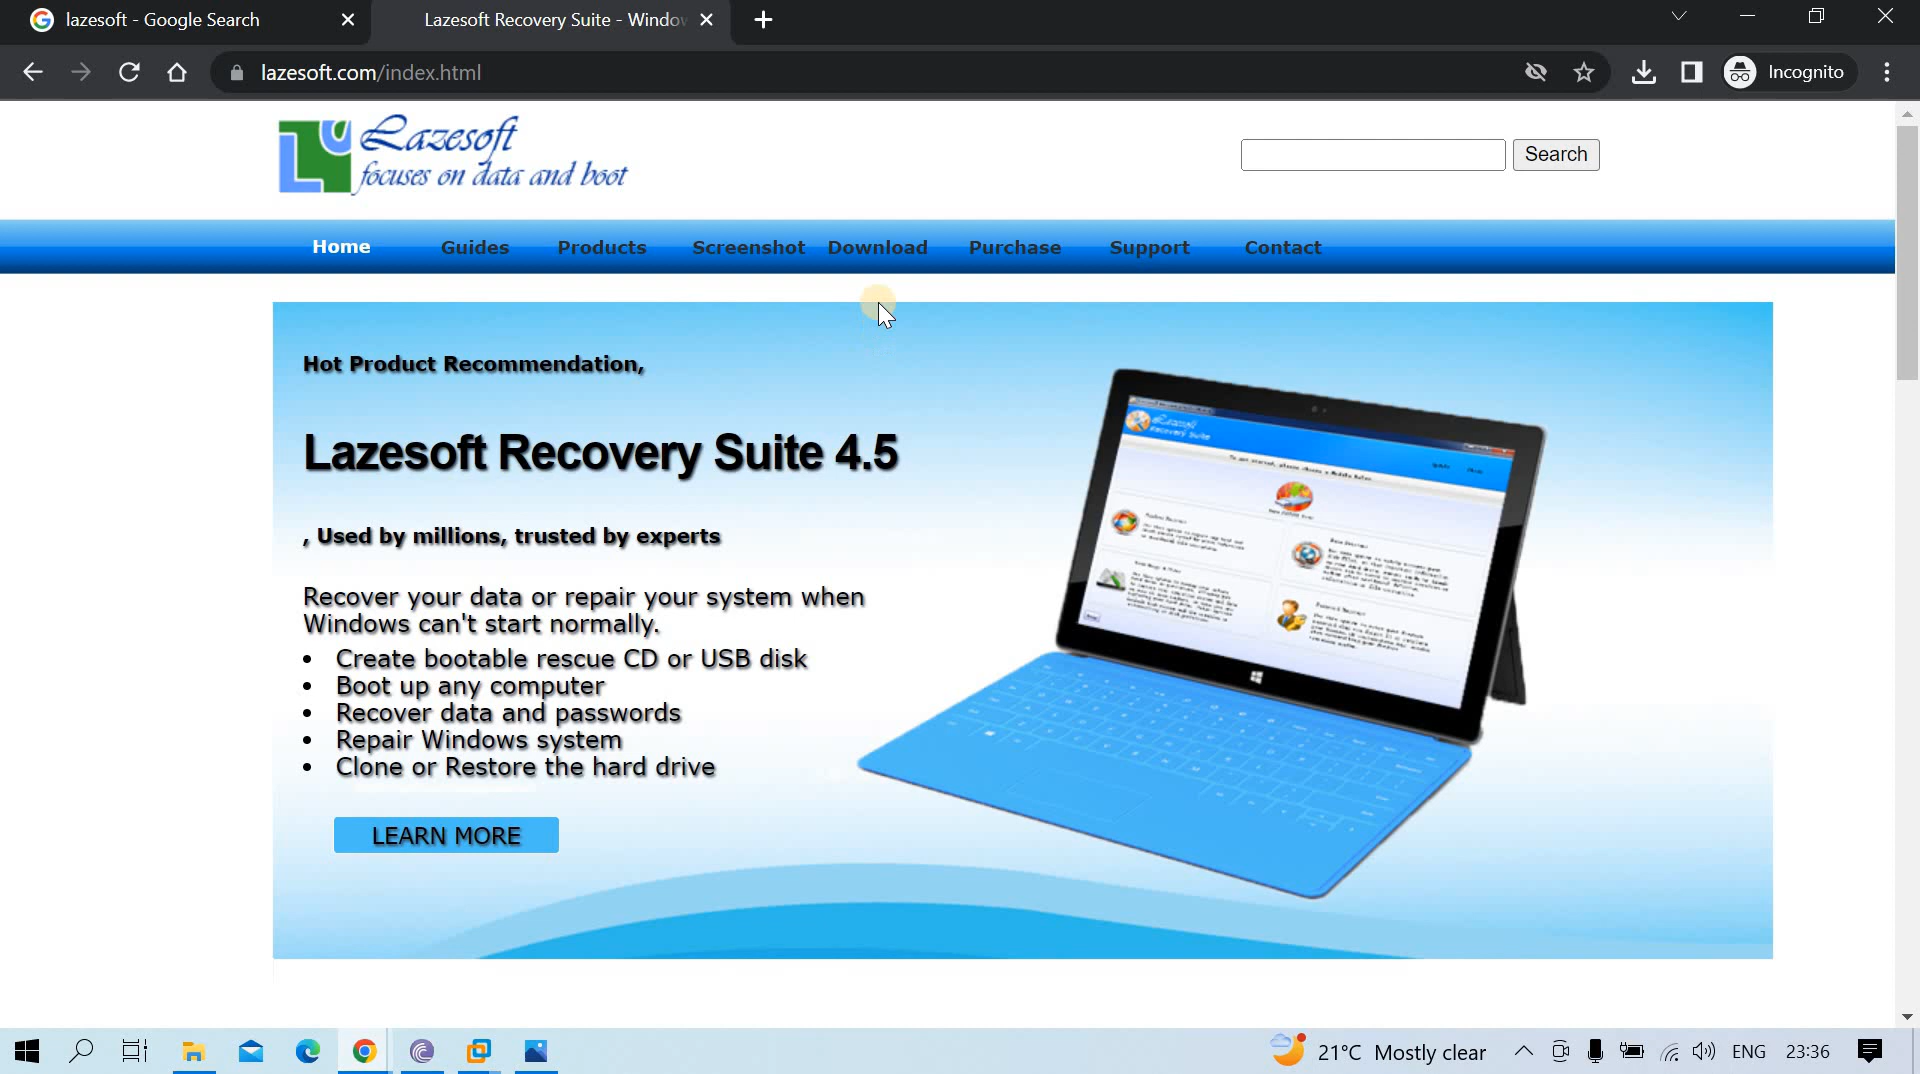 lazesoft - Google Search
Lazesoft Recovery Suite - Windo
lazesoft.com/index.html
Incognito
Lazesoft
focuses on data and boot
Search
Home Guides Products Screenshot Download Purchase Support Contact
Hot Product Recommendation,
Lazesoft Recovery Suite 4.5
, Used by millions, trusted by experts
Recover your data or repair your system when
Windows can't start normally.
• Create bootable rescue CD or USB disk
• Boot up any computer
• Recover data and passwords
• Repair Windows system
• Clone or Restore the hard drive
LEARN MORE
Lazesoft
Recovery Suite
21°C Mostly clear
ENG
23:36